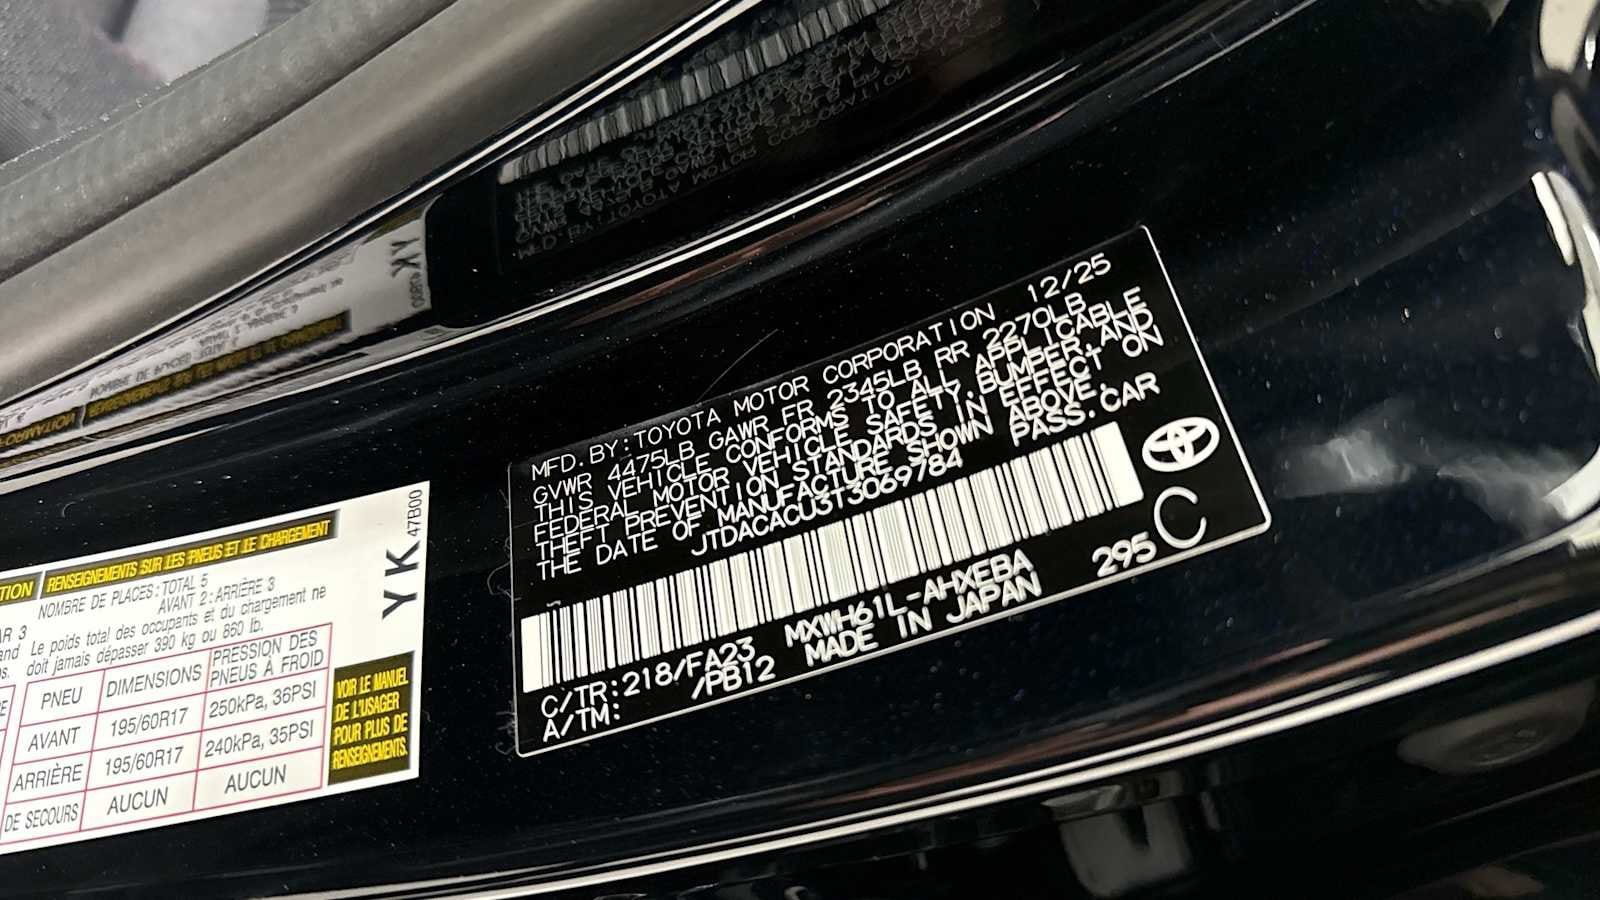 MFD. BY: TOYOTA MOTOR CORPORATION 12/25
GVWR 4475LB GAWR FR 2345LB RR 2270LB
THIS VEHICLE CONFORMS TO ALL APPLICABLE
FEDERAL MOTOR VEHICLE SAFETY, BUMPER, AND
THEFT PREVENTION STANDARDS IN EFFECT ON
THE DATE OF MANUFACTURE SHOWN ABOVE.
JTDACACU3T3069784 PASS. CAR
C/TR: 218/FA23 MXWH61L-AHXEBA 295 C
A/TM: /PB12 MADE IN JAPAN
RENSEIGNEMENTS SUR LES PNEUS ET LE CHARGEMENT
NOMBRE DE PLACES: TOTAL 5
AVANT 2: ARRIÈRE 3
Le poids total des occupants et du chargement ne
doit jamais dépasser 390 kg ou 860 lb.
PNEU DIMENSIONS PRESSION DES PNEUS À FROID
AVANT 195/60R17 250kPa, 36PSI
ARRIÈRE 195/60R17 240kPa, 35PSI
DE SECOURS AUCUN AUCUN
VOIR LE MANUEL
DE L'USAGER
POUR PLUS DE
RENSEIGNEMENTS.
YK 47B00